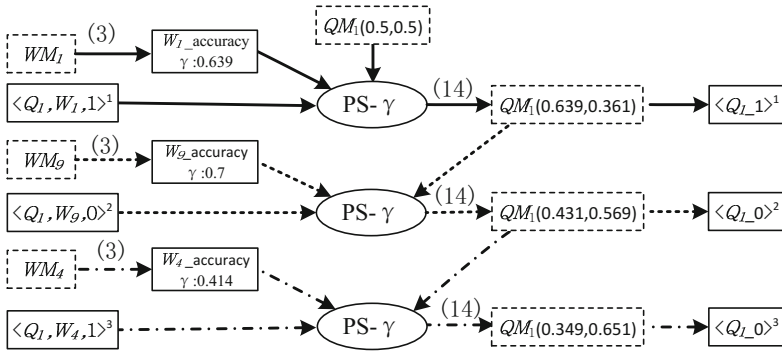 QM₁(0.5,0.5)
WM₁ (3) W₁_accuracy
γ:0.639
<Q₁,W₁,1>¹ PS-γ (14) QM₁(0.639,0.361) <Q₁_1>¹
WM₉ (3) W₉_accuracy
γ:0.7
<Q₁,W₉,0>² PS-γ (14) QM₁(0.431,0.569) <Q₁_0>²
WM₄ (3) W₄_accuracy
γ:0.414
<Q₁,W₄,1>³ PS-γ (14) QM₁(0.349,0.651) <Q₁_0>³